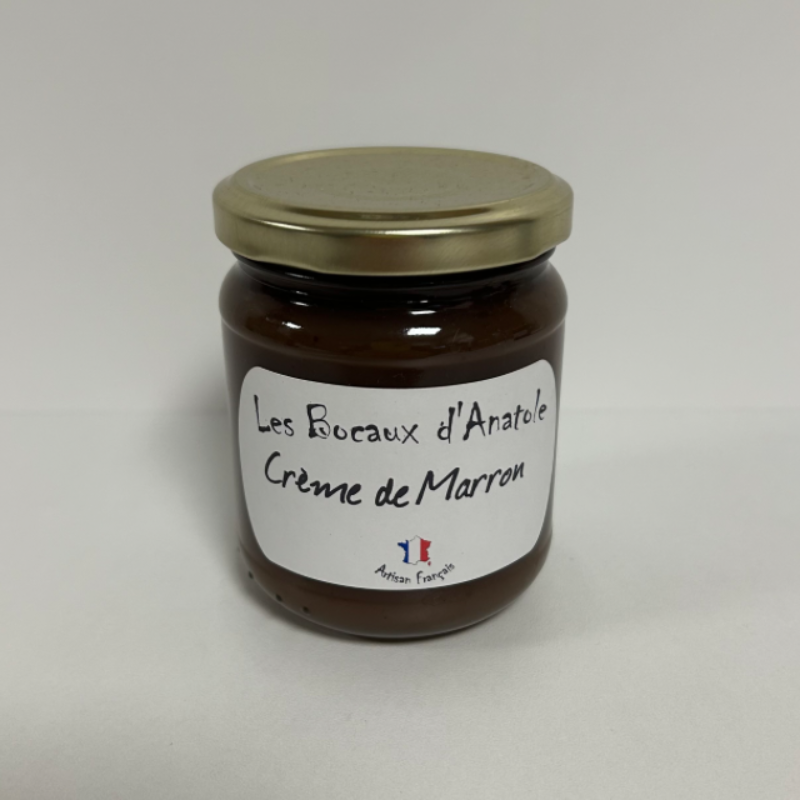 Les Bocaux d'Anatole
Crème de Marron
Artisan Français